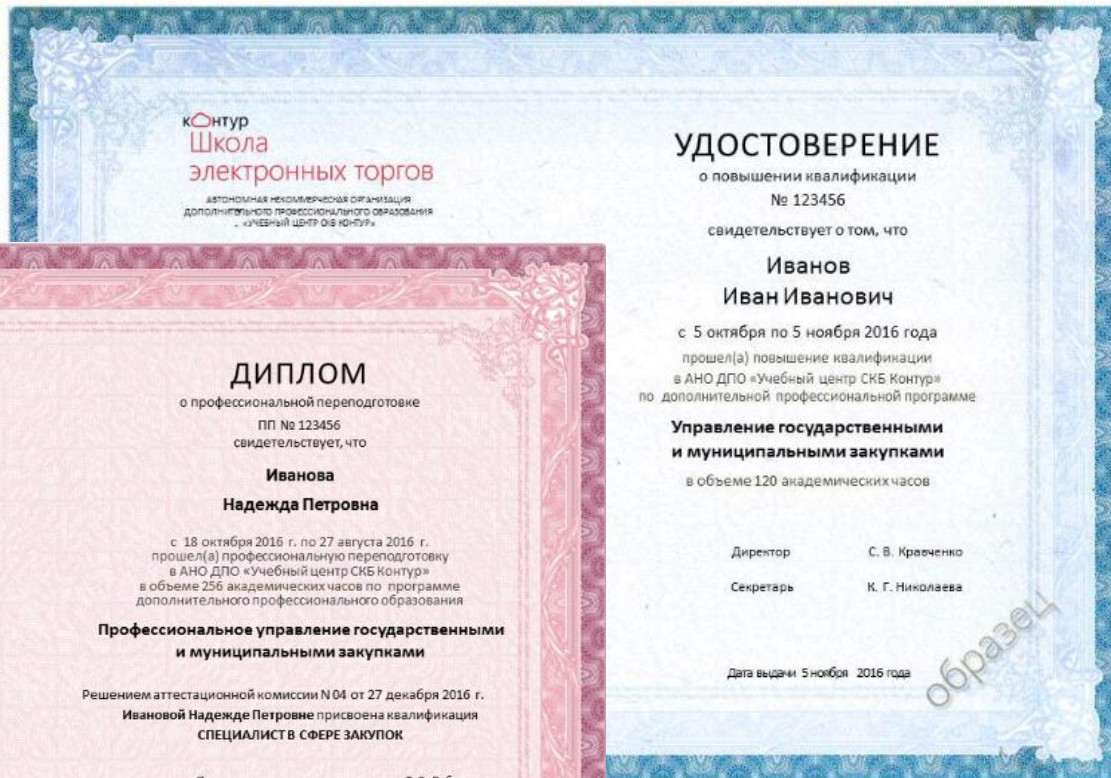 контур
Школа
электронных торгов
АВТОНОМНАЯ НЕКОММЕРЧЕСКАЯ ОРГАНИЗАЦИЯ
ДОПОЛНИТЕЛЬНОГО ПРОФЕССИОНАЛЬНОГО ОБРАЗОВАНИЯ
«УЧЕБНЫЙ ЦЕНТР СКБ КОНТУР»
УДОСТОВЕРЕНИЕ
о повышении квалификации
№ 123456
свидетельствует о том, что
Иванов
Иван Иванович
с 5 октября по 5 ноября 2016 года
прошел(а) повышение квалификации
в АНО ДПО «Учебный центр СКБ Контур»
по дополнительной профессиональной программе
Управление государственными
и муниципальными закупками
в объеме 120 академических часов
Директор С. В. Кравченко
Секретарь К. Г. Николаева
Дата выдачи 5 ноября 2016 года
образец
ДИПЛОМ
о профессиональной переподготовке
ПП № 123456
свидетельствует, что
Иванова
Надежда Петровна
с 18 октября 2016 г. по 27 августа 2016 г.
прошел(а) профессиональную переподготовку
в АНО ДПО «Учебный центр СКБ Контур»
в объеме 256 академических часов по программе
дополнительного профессионального образования
Профессиональное управление государственными
и муниципальными закупками
Решением аттестационной комиссии N 04 от 27 декабря 2016 г.
Ивановой Надежде Петровне присвоена квалификация
СПЕЦИАЛИСТ В СФЕРЕ ЗАКУПОК